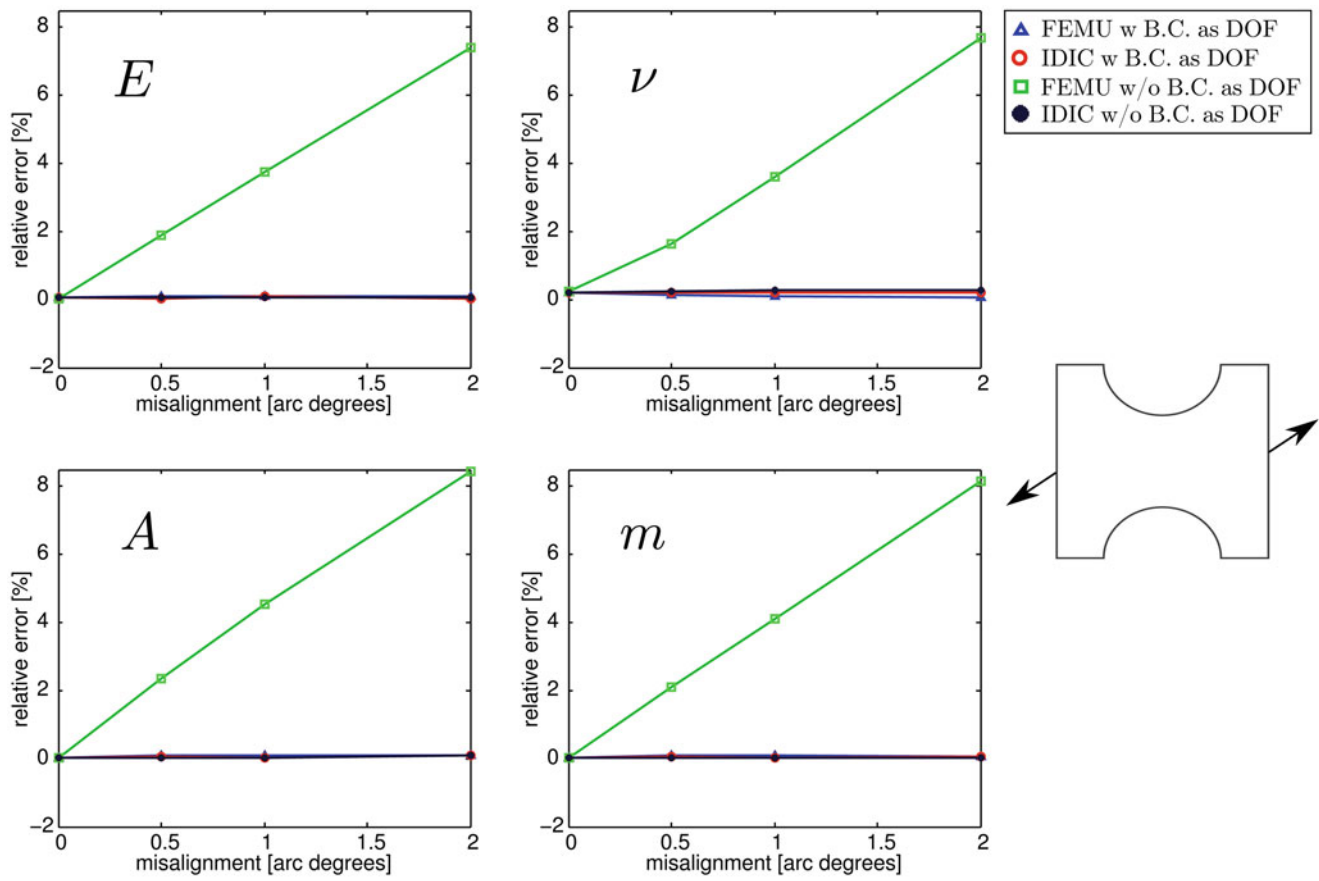 8
6
4
2
0
−2
relative error [%]
E
0 0.5 1 1.5 2
misalignment [arc degrees]
8
6
4
2
0
−2
relative error [%]
ν
0 0.5 1 1.5 2
misalignment [arc degrees]
FEMU w B.C. as DOF
IDIC w B.C. as DOF
FEMU w/o B.C. as DOF
IDIC w/o B.C. as DOF
8
6
4
2
0
−2
relative error [%]
A
0 0.5 1 1.5 2
misalignment [arc degrees]
8
6
4
2
0
−2
relative error [%]
m
0 0.5 1 1.5 2
misalignment [arc degrees]